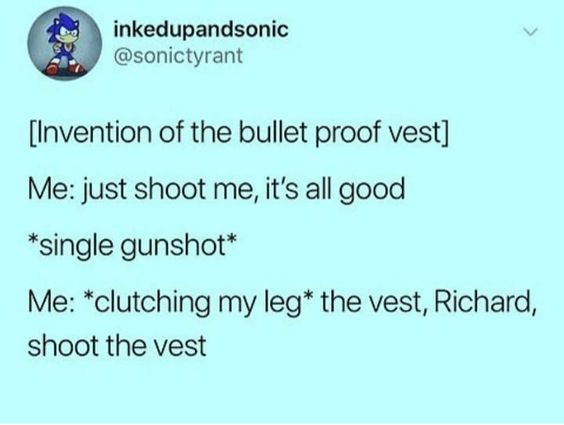 inkedupandsonic
@sonictyrant
[Invention of the bullet proof vest]
Me: just shoot me, it's all good
*single gunshot*
Me: *clutching my leg* the vest, Richard,
shoot the vest